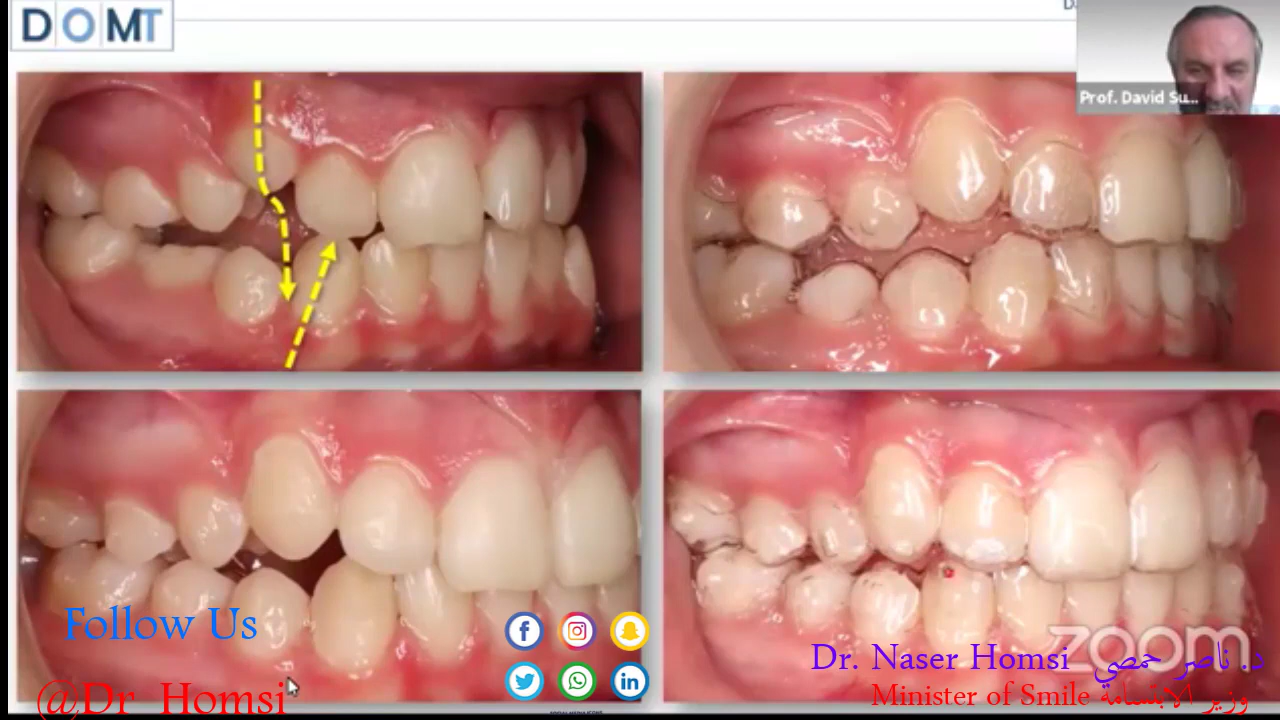 DOMT
Prof. David Su...
Follow Us
@Dr_Homsi
zoom
Dr. Naser Homsi د. ناصر حمصي
Minister of Smile وزير الابتسامة